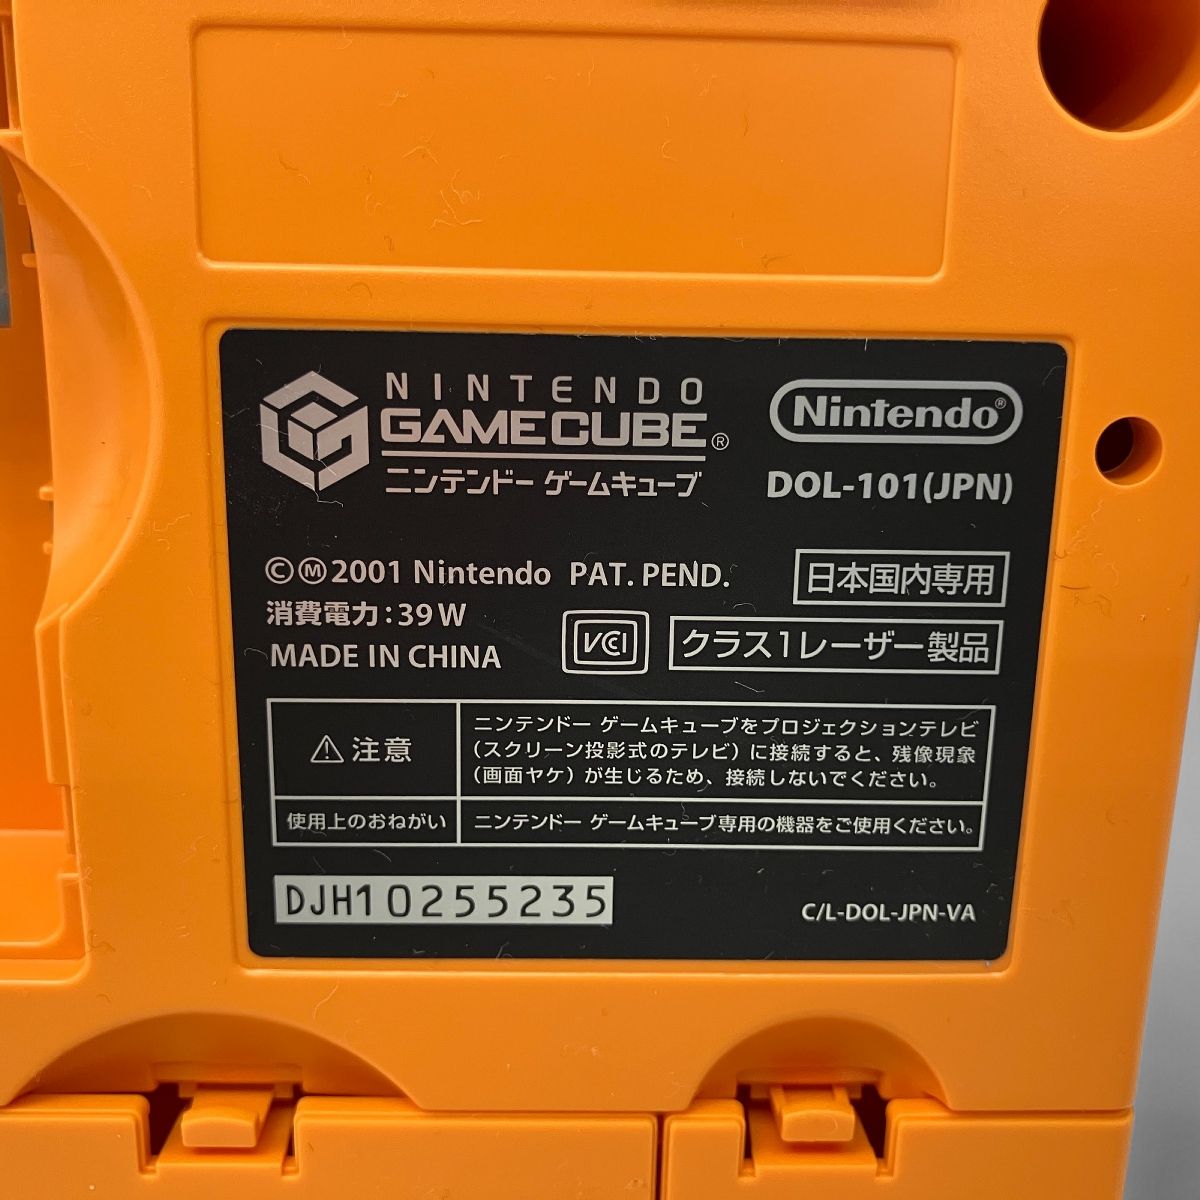 NINTENDO
GAMECUBE®
ニンテンドー ゲームキューブ
Nintendo®
DOL-101(JPN)
©Ⓜ2001 Nintendo PAT. PEND.
日本国内専用
消費電力:39W
VCI
クラス1レーザー製品
MADE IN CHINA
⚠注意
ニンテンドー ゲームキューブをプロジェクションテレビ
(スクリーン投影式のテレビ)に接続すると、残像現象
(画面ヤケ)が生じるため、接続しないでください。
使用上のおねがい
ニンテンドー ゲームキューブ専用の機器をご使用ください。
DJH10255235
C/L-DOL-JPN-VA